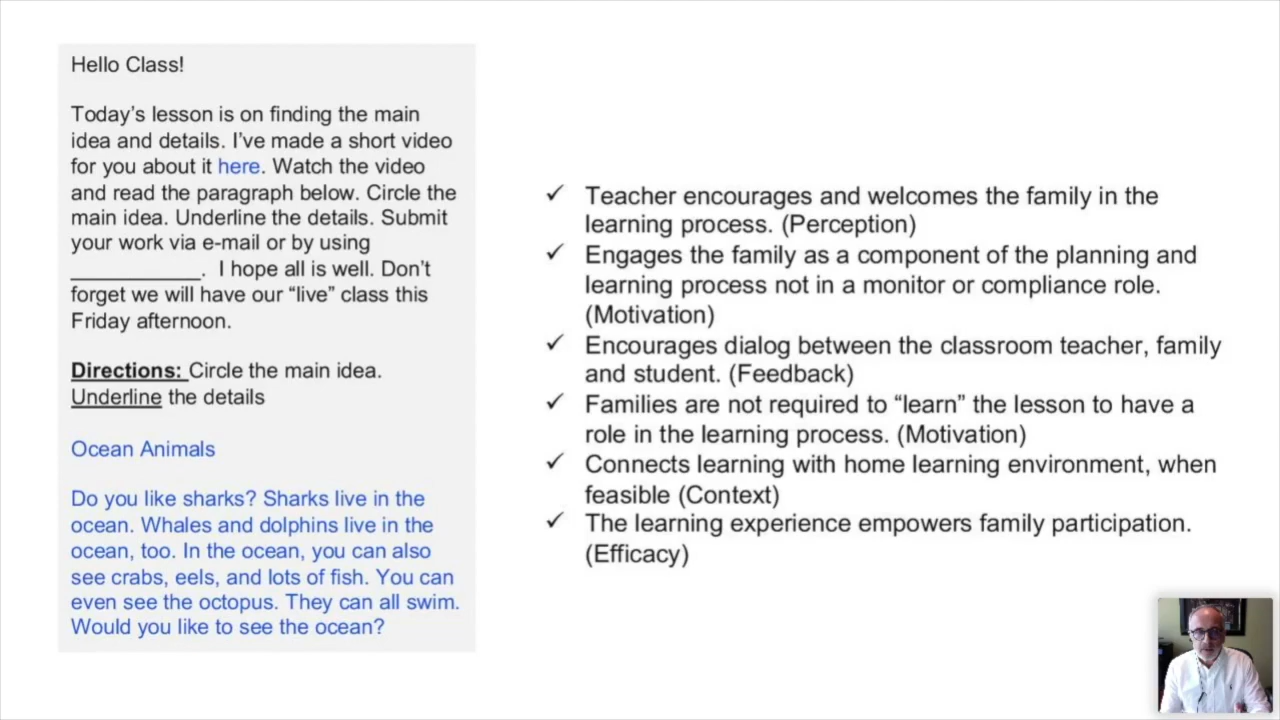 Hello Class!
Today's lesson is on finding the main
idea and details. I've made a short video
for you about it here. Watch the video
and read the paragraph below. Circle the
main idea. Underline the details. Submit
your work via e-mail or by using
____________. I hope all is well. Don't
forget we will have our “live” class this
Friday afternoon.
Directions: Circle the main idea.
Underline the details
Ocean Animals
Do you like sharks? Sharks live in the
ocean. Whales and dolphins live in the
ocean, too. In the ocean, you can also
see crabs, eels, and lots of fish. You can
even see the octopus. They can all swim.
Would you like to see the ocean?
✓ Teacher encourages and welcomes the family in the
learning process. (Perception)
✓ Engages the family as a component of the planning and
learning process not in a monitor or compliance role.
(Motivation)
✓ Encourages dialog between the classroom teacher, family
and student. (Feedback)
✓ Families are not required to “learn” the lesson to have a
role in the learning process. (Motivation)
✓ Connects learning with home learning environment, when
feasible (Context)
✓ The learning experience empowers family participation.
(Efficacy)